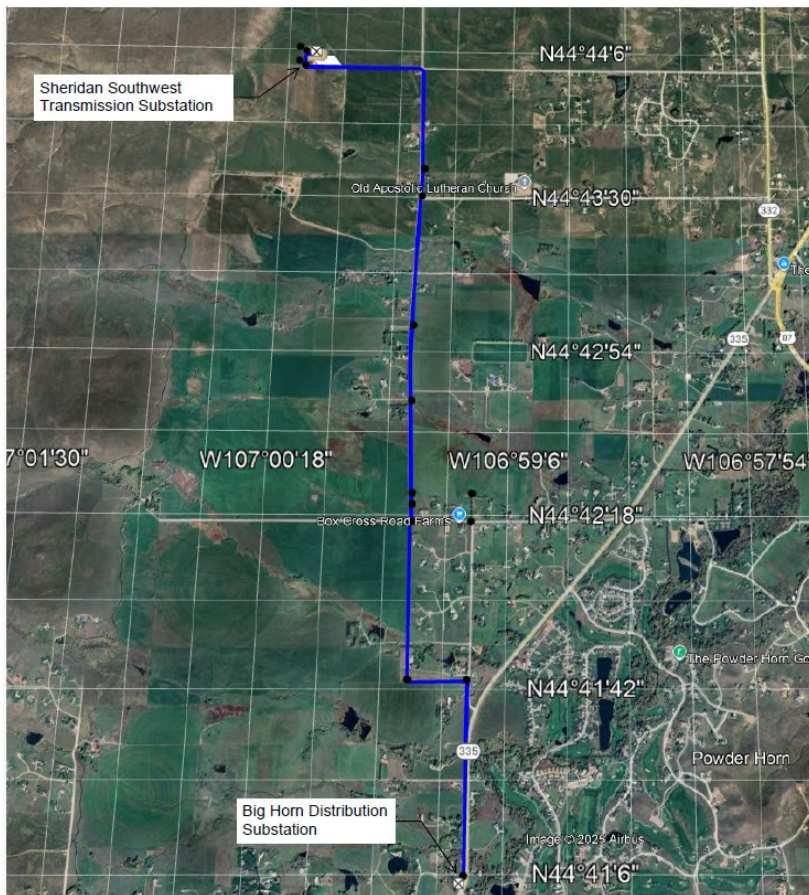 N44°44'6"
Sheridan Southwest
Transmission Substation
Old Apostolic Lutheran Church
N44°43'30"
332
The
335
87
N44°42'54"
7°01'30"
W107°00'18"
W106°59'6"
W106°57'54"
N44°42'18"
Box Cross Road Farms
The Powder Horn Go
N44°41'42"
335
Powder Horn
Big Horn Distribution
Substation
Image © 2025 Airbus
N44°41'6"